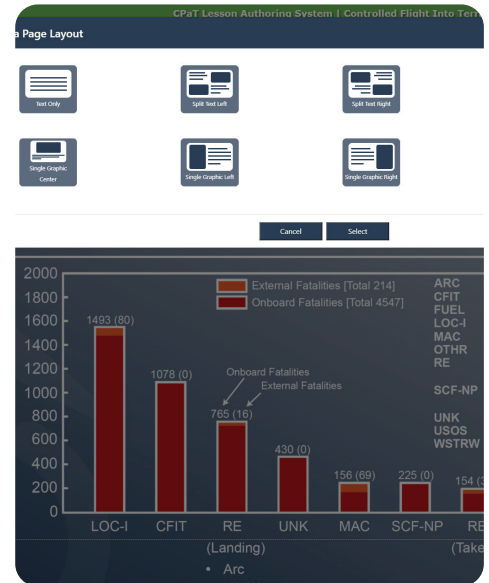 CPaT Lesson Authoring System | Controlled Flight Into Terr
a Page Layout
Text Only
Split Text Left
Split Text Right
Single Graphic
Center
Single Graphic Left
Single Graphic Right
Cancel
Select
2000
1800
1600
1400
1200
1000
800
600
400
200
0
External Fatalities [Total 214]
Onboard Fatalities [Total 4547]
ARC
CFIT
FUEL
LOC-I
MAC
OTHR
RE
SCF-NP
UNK
USOS
WSTRW
1493 (80)
1078 (0)
Onboard Fatalities
External Fatalities
765 (16)
430 (0)
156 (69)
225 (0)
154 (3
LOC-I
CFIT
RE
UNK
MAC
SCF-NP
RE
(Landing)
(Take
• Arc